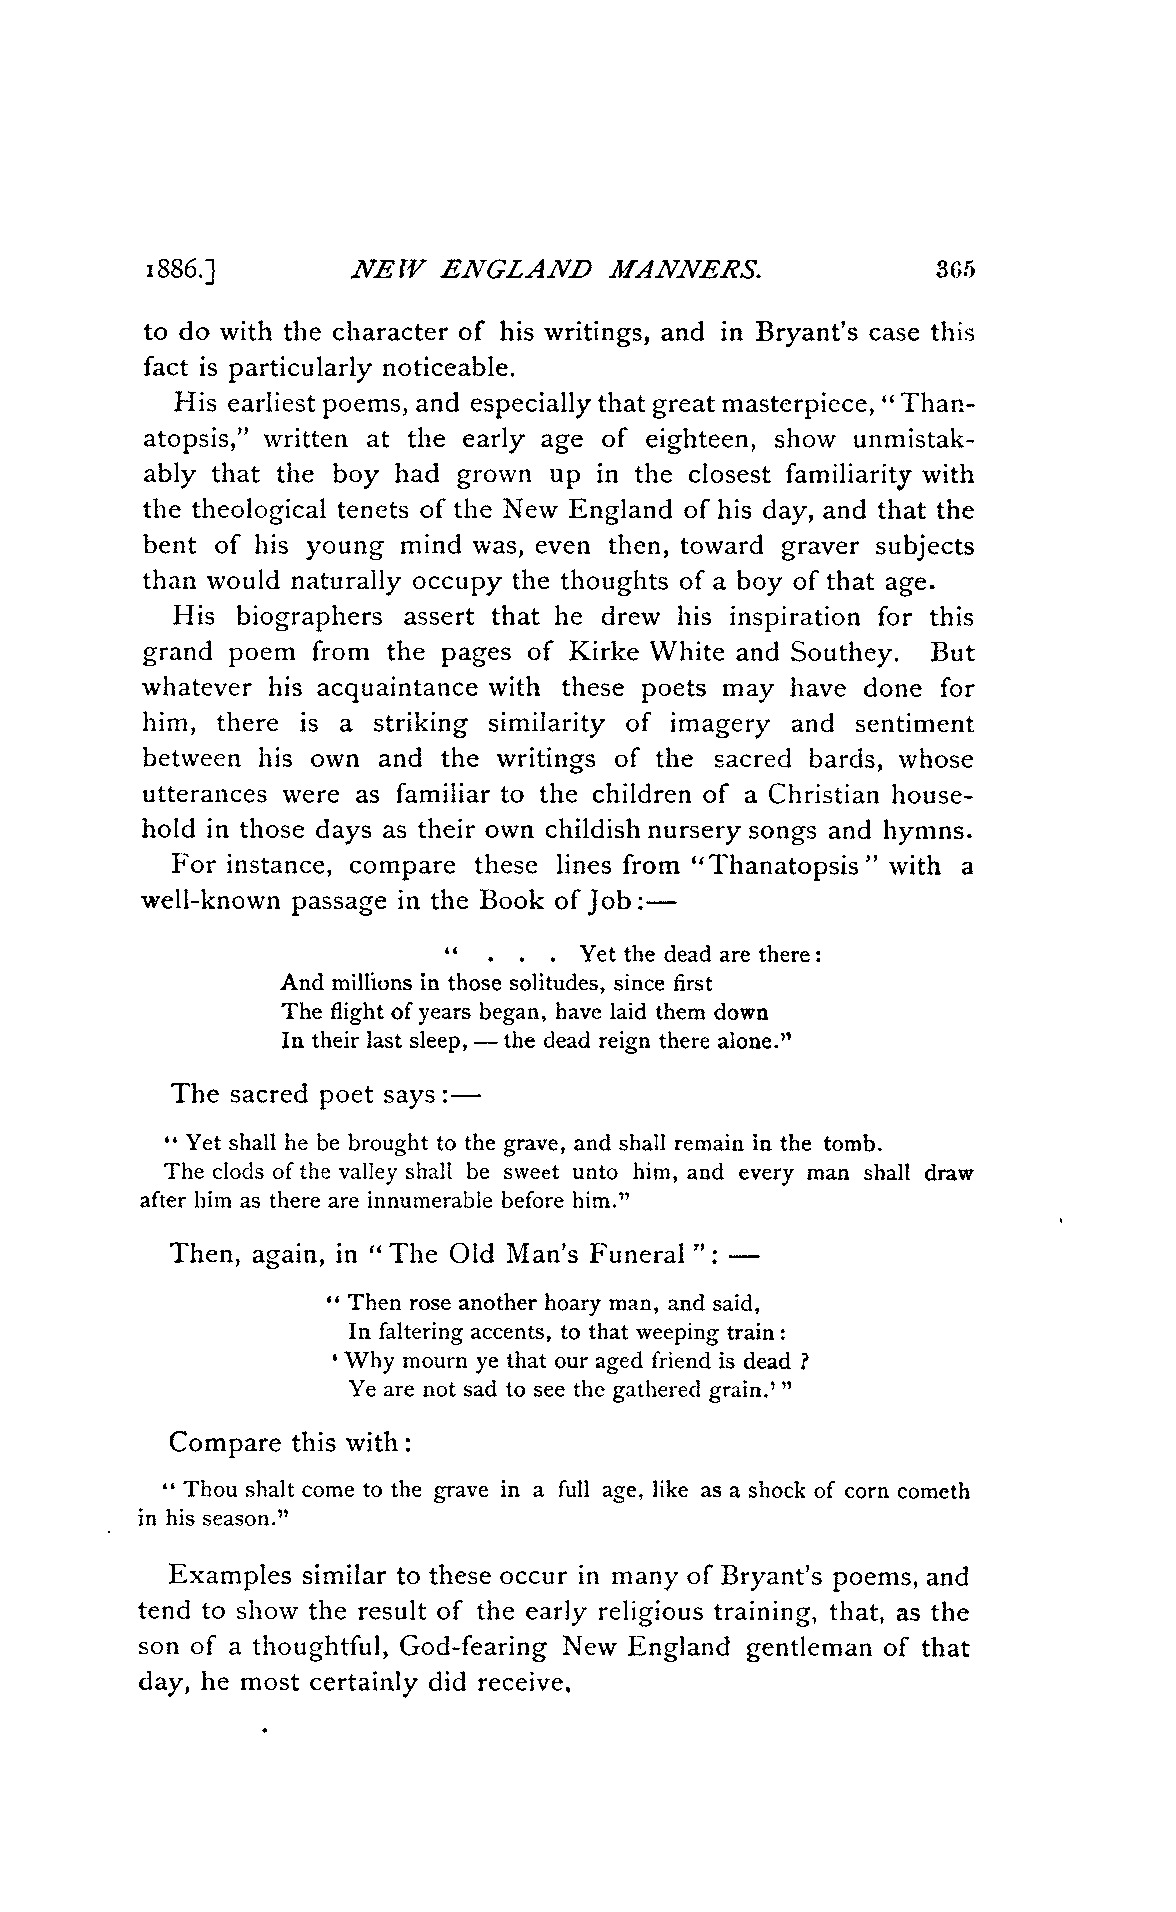 1886.] NEW ENGLAND MANNERS. 365
to do with the character of his writings, and in Bryant's case this
fact is particularly noticeable.
His earliest poems, and especially that great masterpiece, "Than-
atopsis," written at the early age of eighteen, show unmistak-
ably that the boy had grown up in the closest familiarity with
the theological tenets of the New England of his day, and that the
bent of his young mind was, even then, toward graver subjects
than would naturally occupy the thoughts of a boy of that age.
His biographers assert that he drew his inspiration for this
grand poem from the pages of Kirke White and Southey. But
whatever his acquaintance with these poets may have done for
him, there is a striking similarity of imagery and sentiment
between his own and the writings of the sacred bards, whose
utterances were as familiar to the children of a Christian house-
hold in those days as their own childish nursery songs and hymns.
For instance, compare these lines from "Thanatopsis" with a
well-known passage in the Book of Job:—
" . . . Yet the dead are there:
And millions in those solitudes, since first
The flight of years began, have laid them down
In their last sleep, — the dead reign there alone."
The sacred poet says:—
" Yet shall he be brought to the grave, and shall remain in the tomb.
The clods of the valley shall be sweet unto him, and every man shall draw
after him as there are innumerable before him."
Then, again, in "The Old Man's Funeral": —
" Then rose another hoary man, and said,
In faltering accents, to that weeping train:
'Why mourn ye that our aged friend is dead?
Ye are not sad to see the gathered grain.'"
Compare this with:
" Thou shalt come to the grave in a full age, like as a shock of corn cometh
in his season."
Examples similar to these occur in many of Bryant's poems, and
tend to show the result of the early religious training, that, as the
son of a thoughtful, God-fearing New England gentleman of that
day, he most certainly did receive.